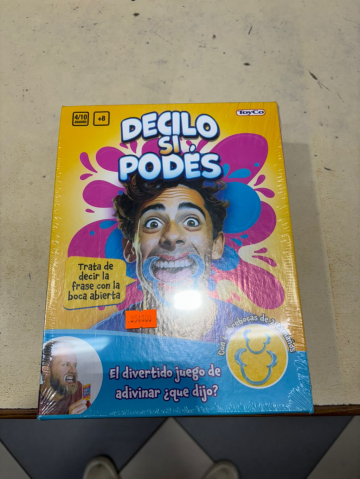 4/10
+8
ToyCo
DECILO
SI
PODÉS
Trata de
decir la
frase con la
boca abierta
El divertido juego de
adivinar ¿que dijo?